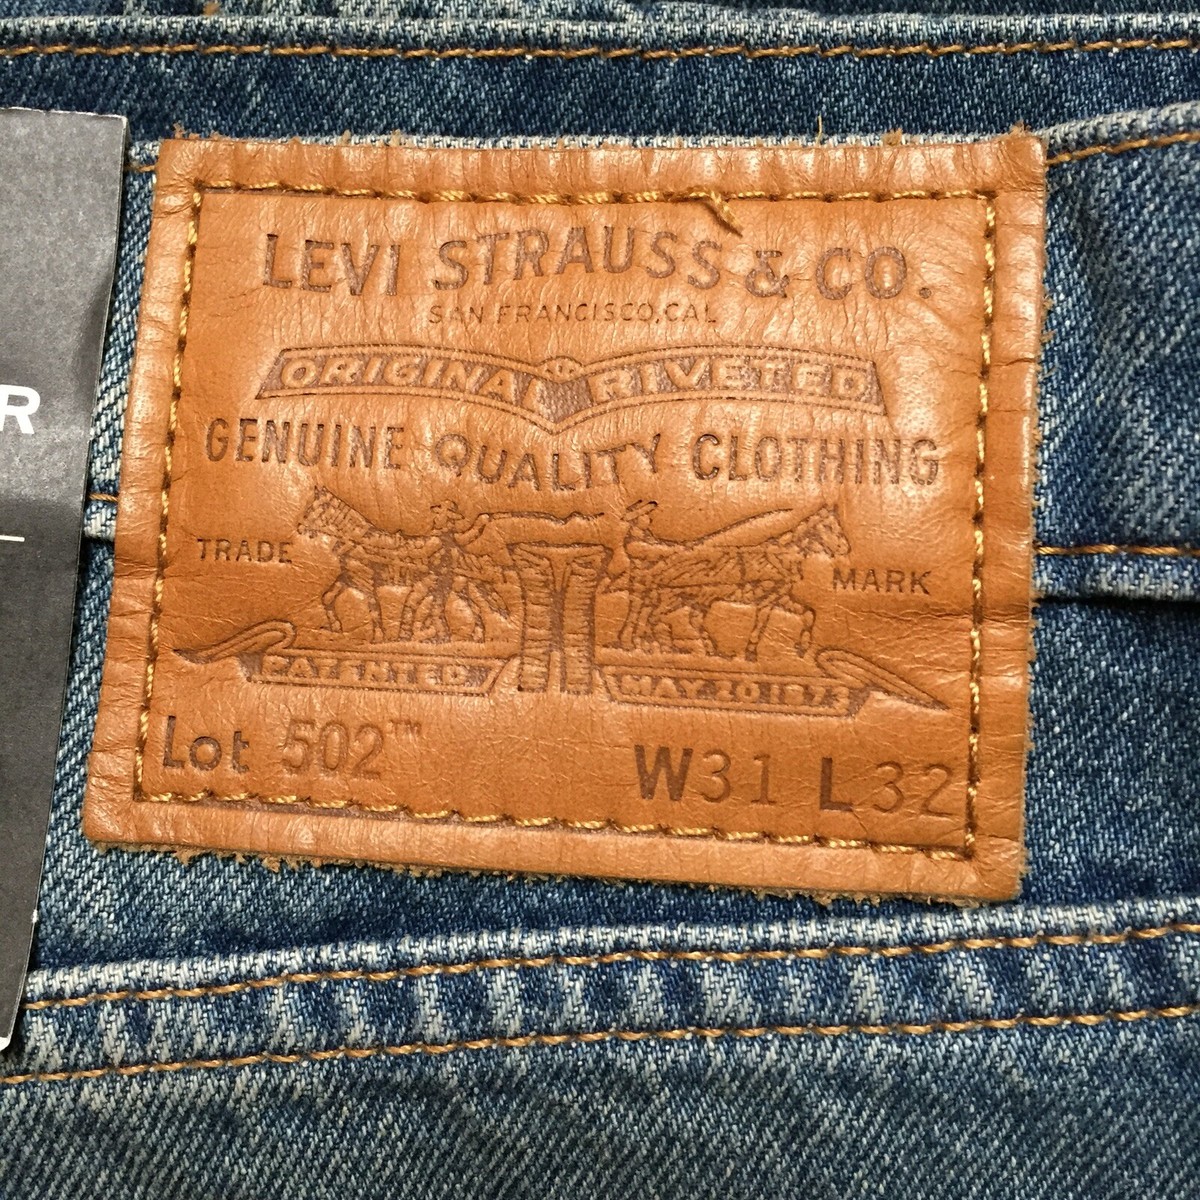 LEVI STRAUSS & CO.
SAN FRANCISCO, CAL
ORIGINAL RIVETED
GENUINE QUALITY CLOTHING
TRADE MARK
PATENTED MAY 20 1873
Lot 502™ W31 L32
R